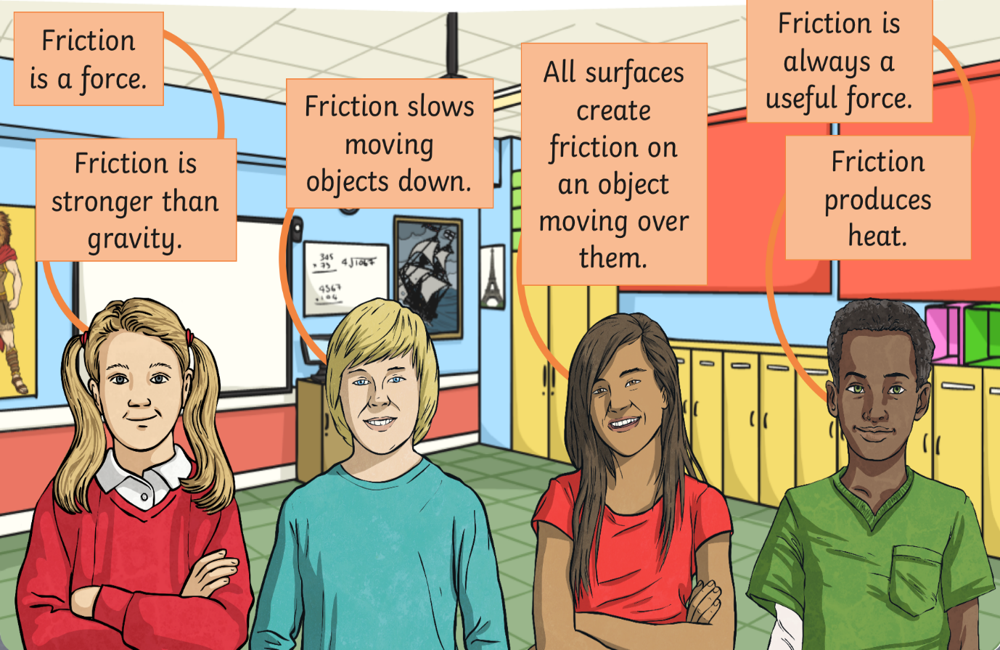 Friction
is a force.
Friction is
stronger than
gravity.
Friction slows
moving
objects down.
All surfaces
create
friction on
an object
moving over
them.
Friction is
always a
useful force.
Friction
produces
heat.
345
× 73
4√1067
4567
× 104